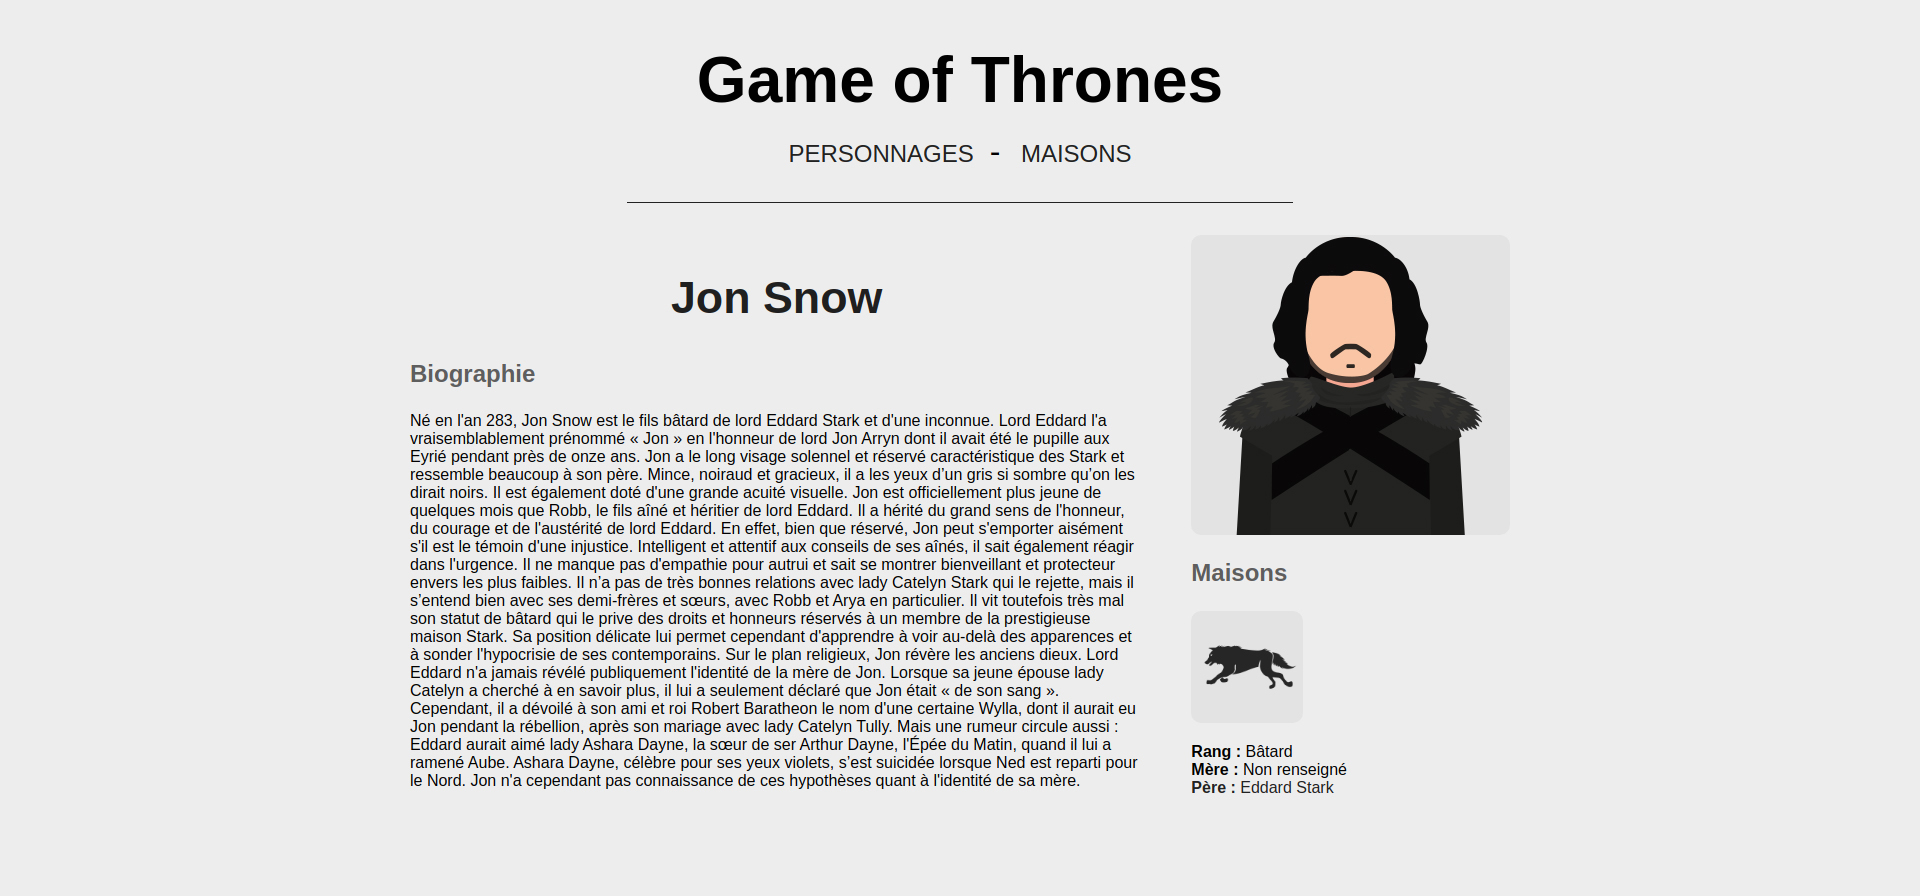 Game of Thrones
PERSONNAGES - MAISONS
Jon Snow
Biographie
Né en l'an 283, Jon Snow est le fils bâtard de lord Eddard Stark et d'une inconnue. Lord Eddard l'a
vraisemblablement prénommé « Jon » en l'honneur de lord Jon Arryn dont il avait été le pupille aux
Eyrié pendant près de onze ans. Jon a le long visage solennel et réservé caractéristique des Stark et
ressemble beaucoup à son père. Mince, noiraud et gracieux, il a les yeux d’un gris si sombre qu’on les
dirait noirs. Il est également doté d'une grande acuité visuelle. Jon est officiellement plus jeune de
quelques mois que Robb, le fils aîné et héritier de lord Eddard. Il a hérité du grand sens de l'honneur,
du courage et de l'austérité de lord Eddard. En effet, bien que réservé, Jon peut s'emporter aisément
s'il est le témoin d'une injustice. Intelligent et attentif aux conseils de ses aînés, il sait également réagir
dans l'urgence. Il ne manque pas d'empathie pour autrui et sait se montrer bienveillant et protecteur
envers les plus faibles. Il n’a pas de très bonnes relations avec lady Catelyn Stark qui le rejette, mais il
s’entend bien avec ses demi-frères et sœurs, avec Robb et Arya en particulier. Il vit toutefois très mal
son statut de bâtard qui le prive des droits et honneurs réservés à un membre de la prestigieuse
maison Stark. Sa position délicate lui permet cependant d'apprendre à voir au-delà des apparences et
à sonder l'hypocrisie de ses contemporains. Sur le plan religieux, Jon révère les anciens dieux. Lord
Eddard n'a jamais révélé publiquement l'identité de la mère de Jon. Lorsque sa jeune épouse lady
Catelyn a cherché à en savoir plus, il lui a seulement déclaré que Jon était « de son sang ».
Cependant, il a dévoilé à son ami et roi Robert Baratheon le nom d'une certaine Wylla, dont il aurait eu
Jon pendant la rébellion, après son mariage avec lady Catelyn Tully. Mais une rumeur circule aussi :
Eddard aurait aimé lady Ashara Dayne, la sœur de ser Arthur Dayne, l'Épée du Matin, quand il lui a
ramené Aube. Ashara Dayne, célèbre pour ses yeux violets, s’est suicidée lorsque Ned est reparti pour
le Nord. Jon n'a cependant pas connaissance de ces hypothèses quant à l'identité de sa mère.
Maisons
Rang : Bâtard
Mère : Non renseigné
Père : Eddard Stark